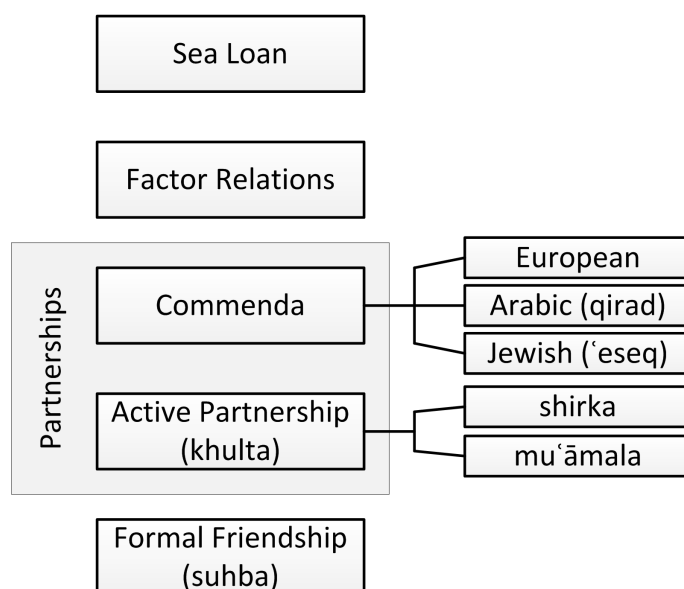 Sea Loan
Factor Relations
Partnerships
Commenda
European
Arabic (qirad)
Jewish (ʿeseq)
Active Partnership
(khulta)
shirka
muʿāmala
Formal Friendship
(suhba)